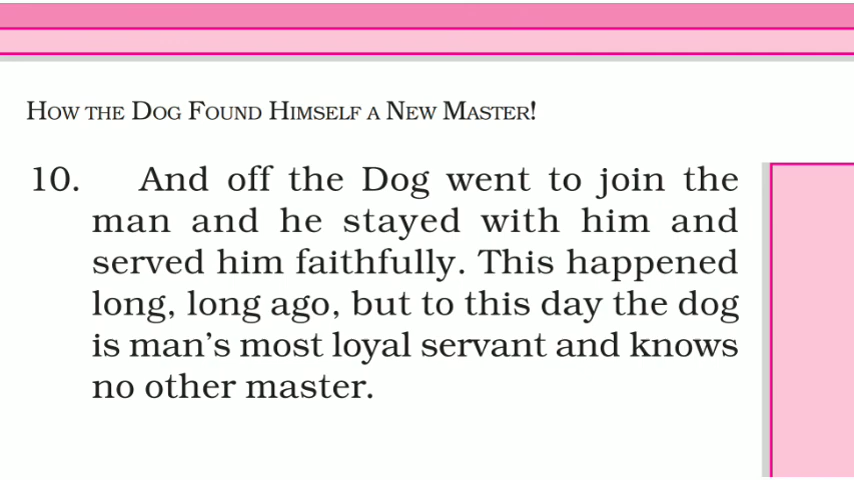 HOW THE DOG FOUND HIMSELF A NEW MASTER!
10. And off the Dog went to join the
man and he stayed with him and
served him faithfully. This happened
long, long ago, but to this day the dog
is man's most loyal servant and knows
no other master.